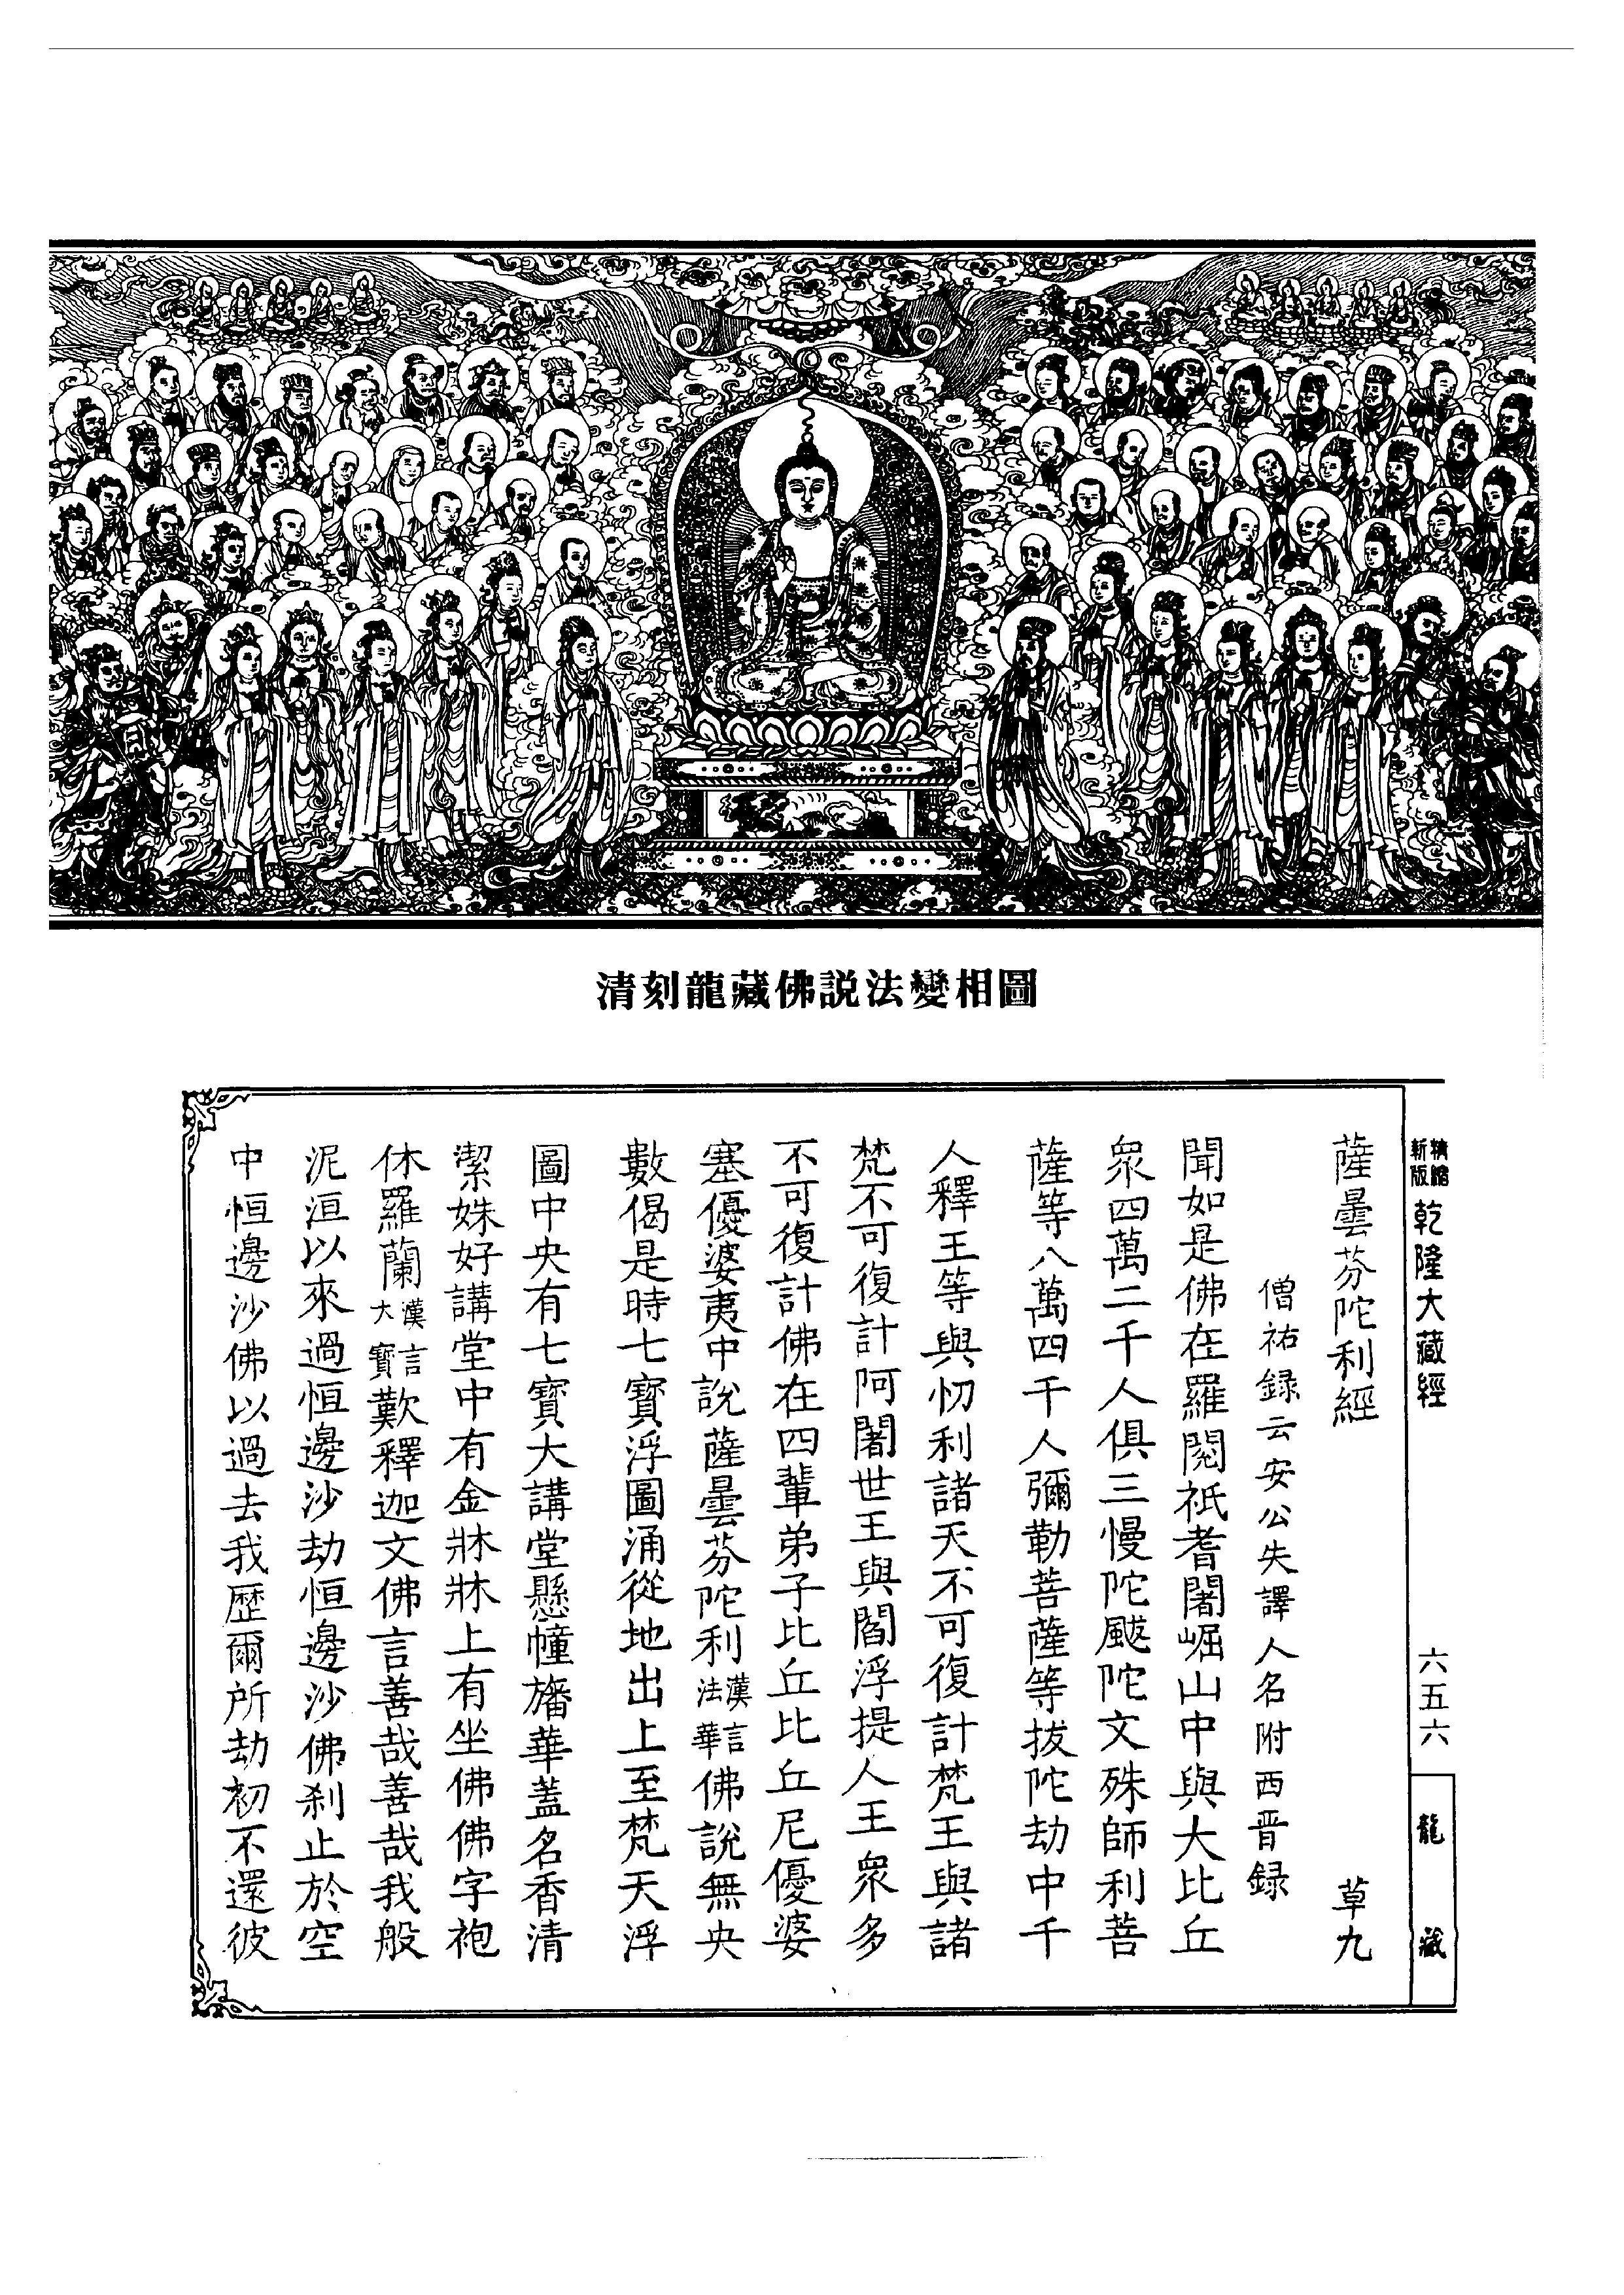 清刻龍藏佛説法變相圖
精縮新版
乾隆大藏經
六五六
龍藏
薩曇芬陀利經 草九
僧祐録云安公失譯人名附西晋録
聞如是佛在羅閱祇耆闍崛山中與大比丘
衆四萬二千人俱三慢陀颰陀文殊師利菩
薩等八萬四千人彌勒菩薩等拔陀劫中千
人釋王等與忉利諸天不可復計梵王與諸
梵不可復計阿闍世王與閻浮提人王衆多
不可復計佛在四輩弟子比丘比丘尼優婆
塞優婆夷中説薩曇芬陀利漢言法華佛説無央
數偈是時七寶浮圖涌從地出上至梵天浮
圖中央有七寶大講堂懸幢旛華蓋名香清
潔姝好講堂中有金牀牀上有坐佛佛字袍
休羅蘭漢言大寶歎釋迦文佛言善哉善哉我般
泥洹以來過恒邊沙劫恒邊沙佛刹止於空
中恒邊沙佛以過去我歷爾所劫初不還彼